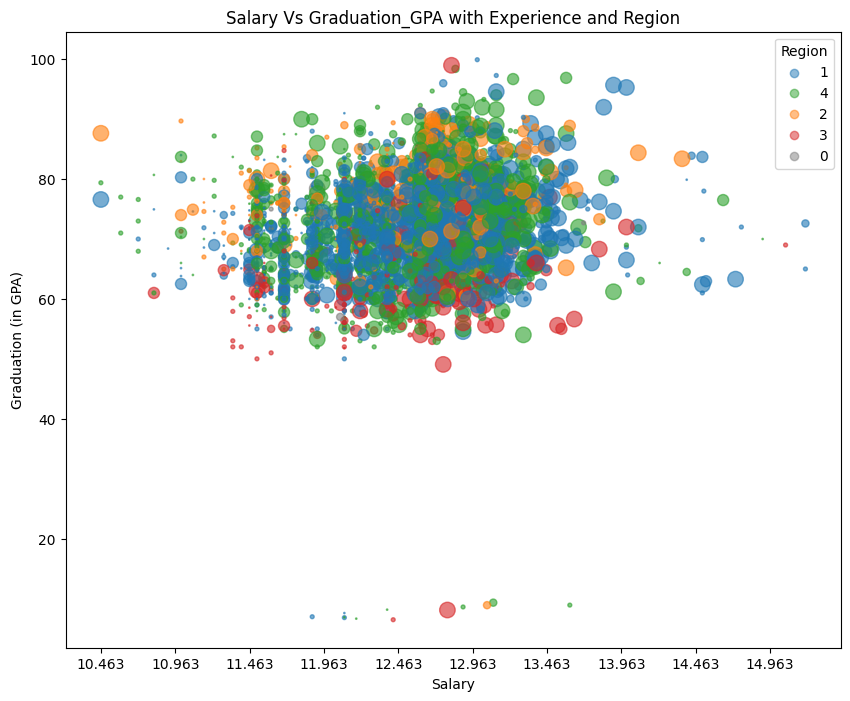 Salary Vs Graduation_GPA with Experience and Region
Region
1
4
2
3
0
Graduation (in GPA)
100
80
60
40
20
10.463 10.963 11.463 11.963 12.463 12.963 13.463 13.963 14.463 14.963
Salary